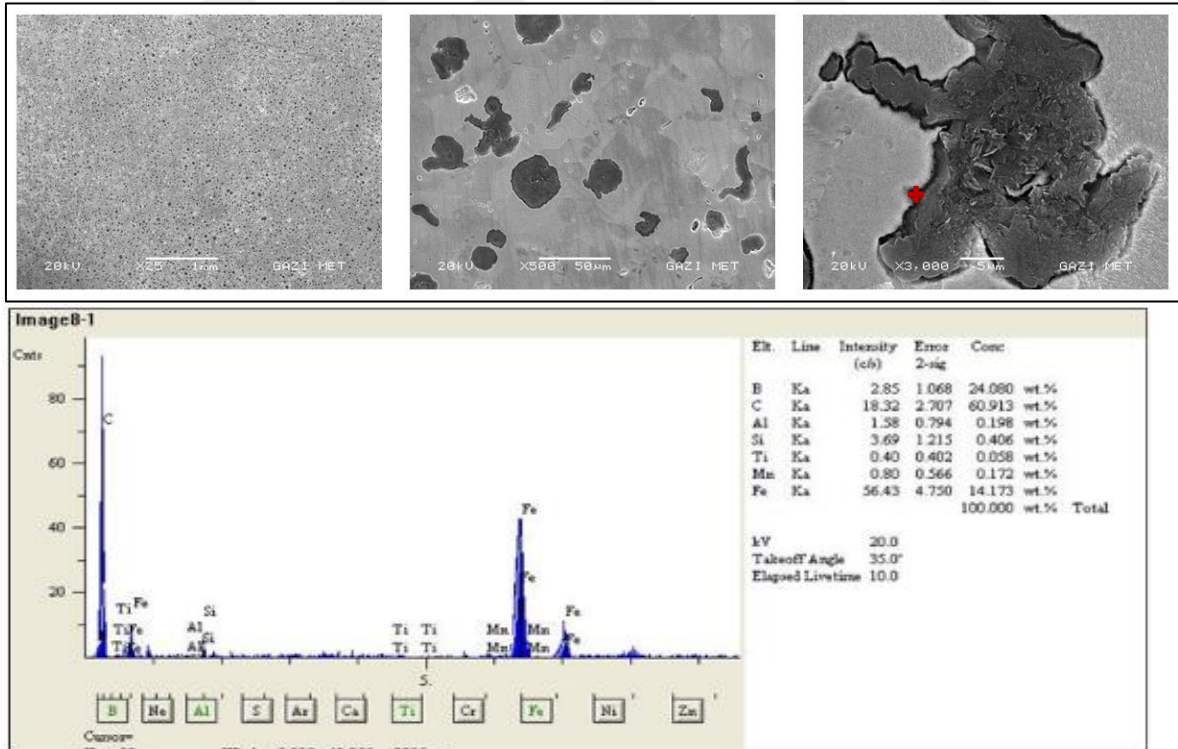 20kV X25 1mm GAZI MET
20kV X500 50µm GAZI MET
20kV X3,000 5µm GAZI MET
Image8-1
Cnts
80
60
40
20
C
Ti Fe
Ti Fe
Ti Fe
Si
Al
Si
Al
Ti Ti
Ti Ti
Mn Mn
Mn Mn
Fe
Fe
Fe
Fe
5.
B Ne Al S Ar Ca Ti Cr Fe Ni Zn
Cursor=
Elt. Line Intensity Error Conc
(c/s) 2-sig
B Ka 2.85 1.068 24.080 wt.%
C Ka 18.32 2.707 60.913 wt.%
Al Ka 1.58 0.794 0.198 wt.%
Si Ka 3.69 1.215 0.406 wt.%
Ti Ka 0.40 0.402 0.058 wt.%
Mn Ka 0.80 0.566 0.172 wt.%
Fe Ka 56.43 4.750 14.173 wt.%
100.000 wt.% Total
kV 20.0
Takeoff Angle 35.0°
Elapsed Livetime 10.0